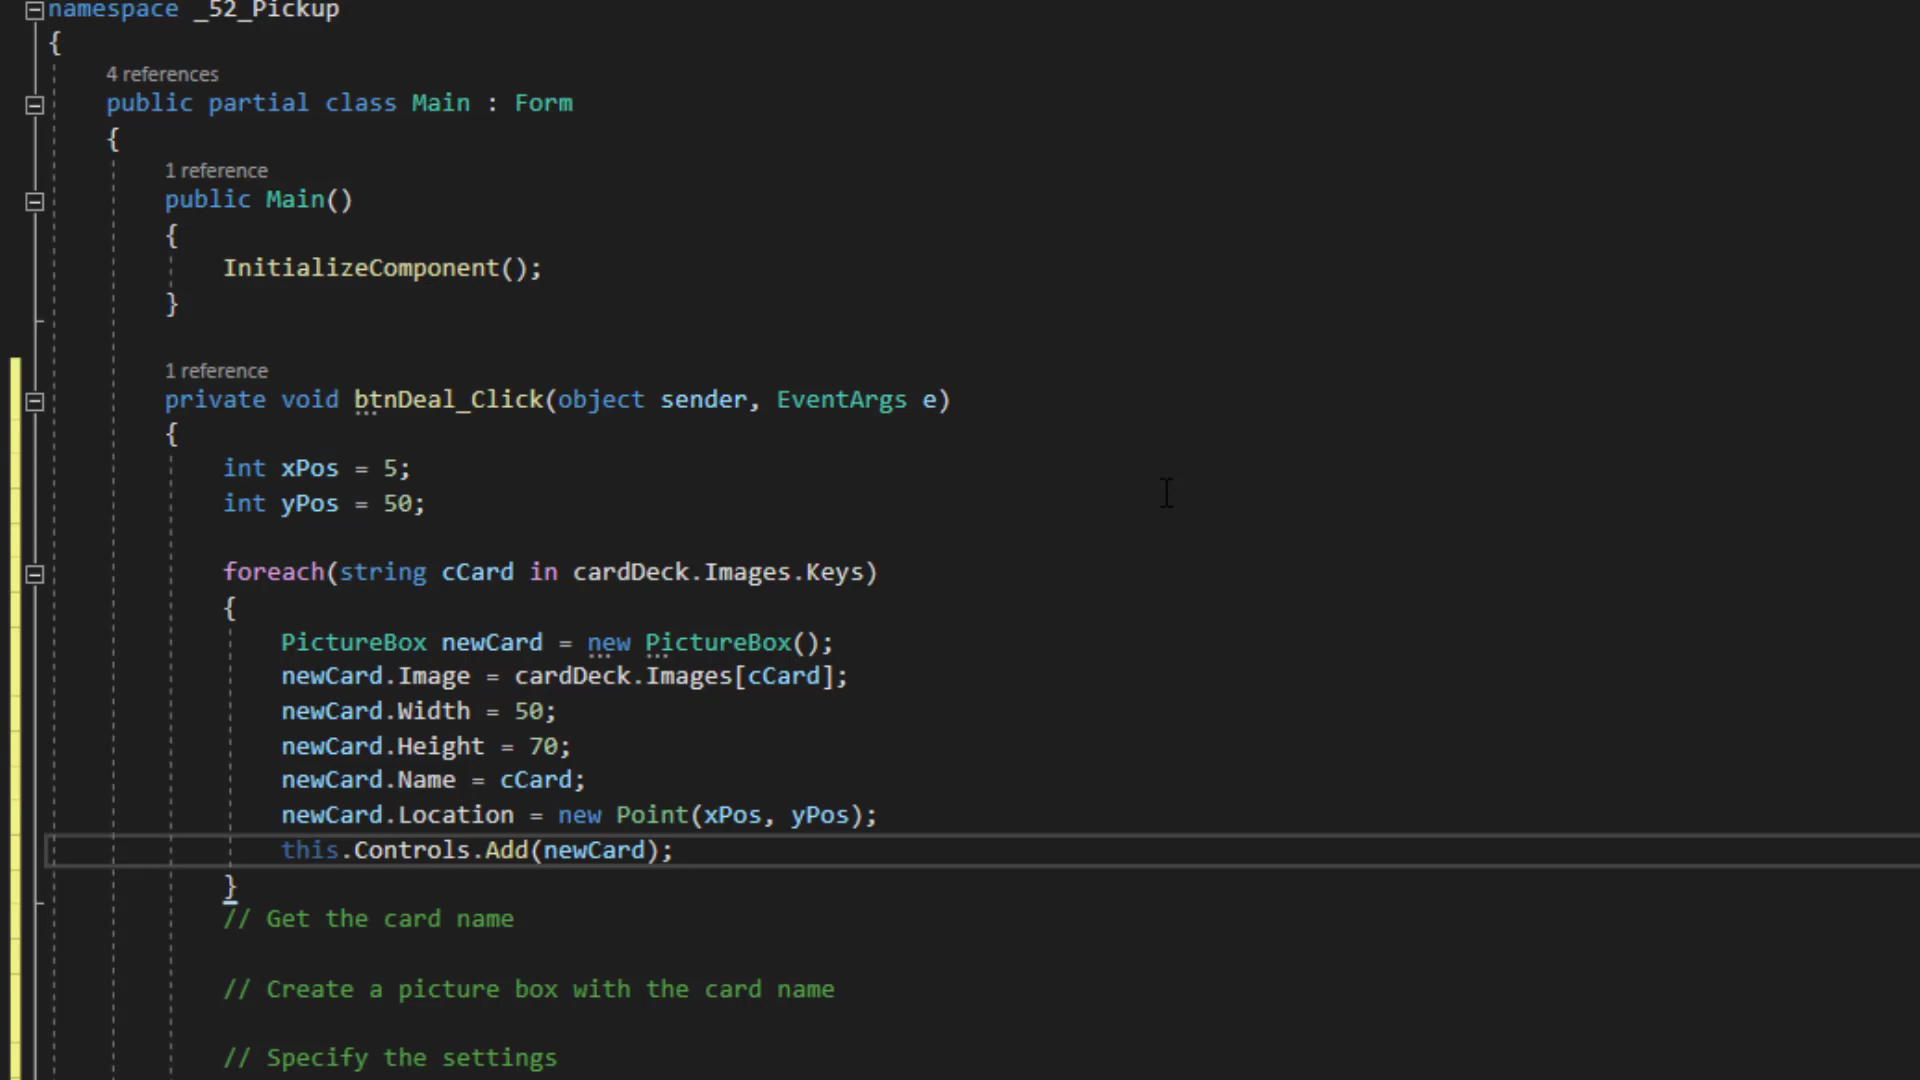 namespace _52_Pickup
{
4 references
public partial class Main : Form
{
1 reference
public Main()
{
InitializeComponent();
}
1 reference
private void btnDeal_Click(object sender, EventArgs e)
{
int xPos = 5;
int yPos = 50;
foreach(string cCard in cardDeck.Images.Keys)
{
PictureBox newCard = new PictureBox();
newCard.Image = cardDeck.Images[cCard];
newCard.Width = 50;
newCard.Height = 70;
newCard.Name = cCard;
newCard.Location = new Point(xPos, yPos);
this.Controls.Add(newCard);
}
// Get the card name
// Create a picture box with the card name
// Specify the settings